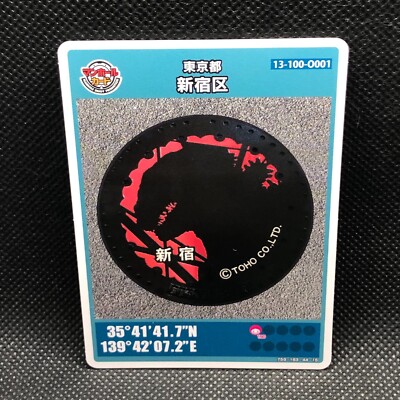 マンホール
カード
東京都
新宿区
13-100-O001
新宿
©TOHO CO.,LTD.
35°41'41.7"N
139°42'07.2"E